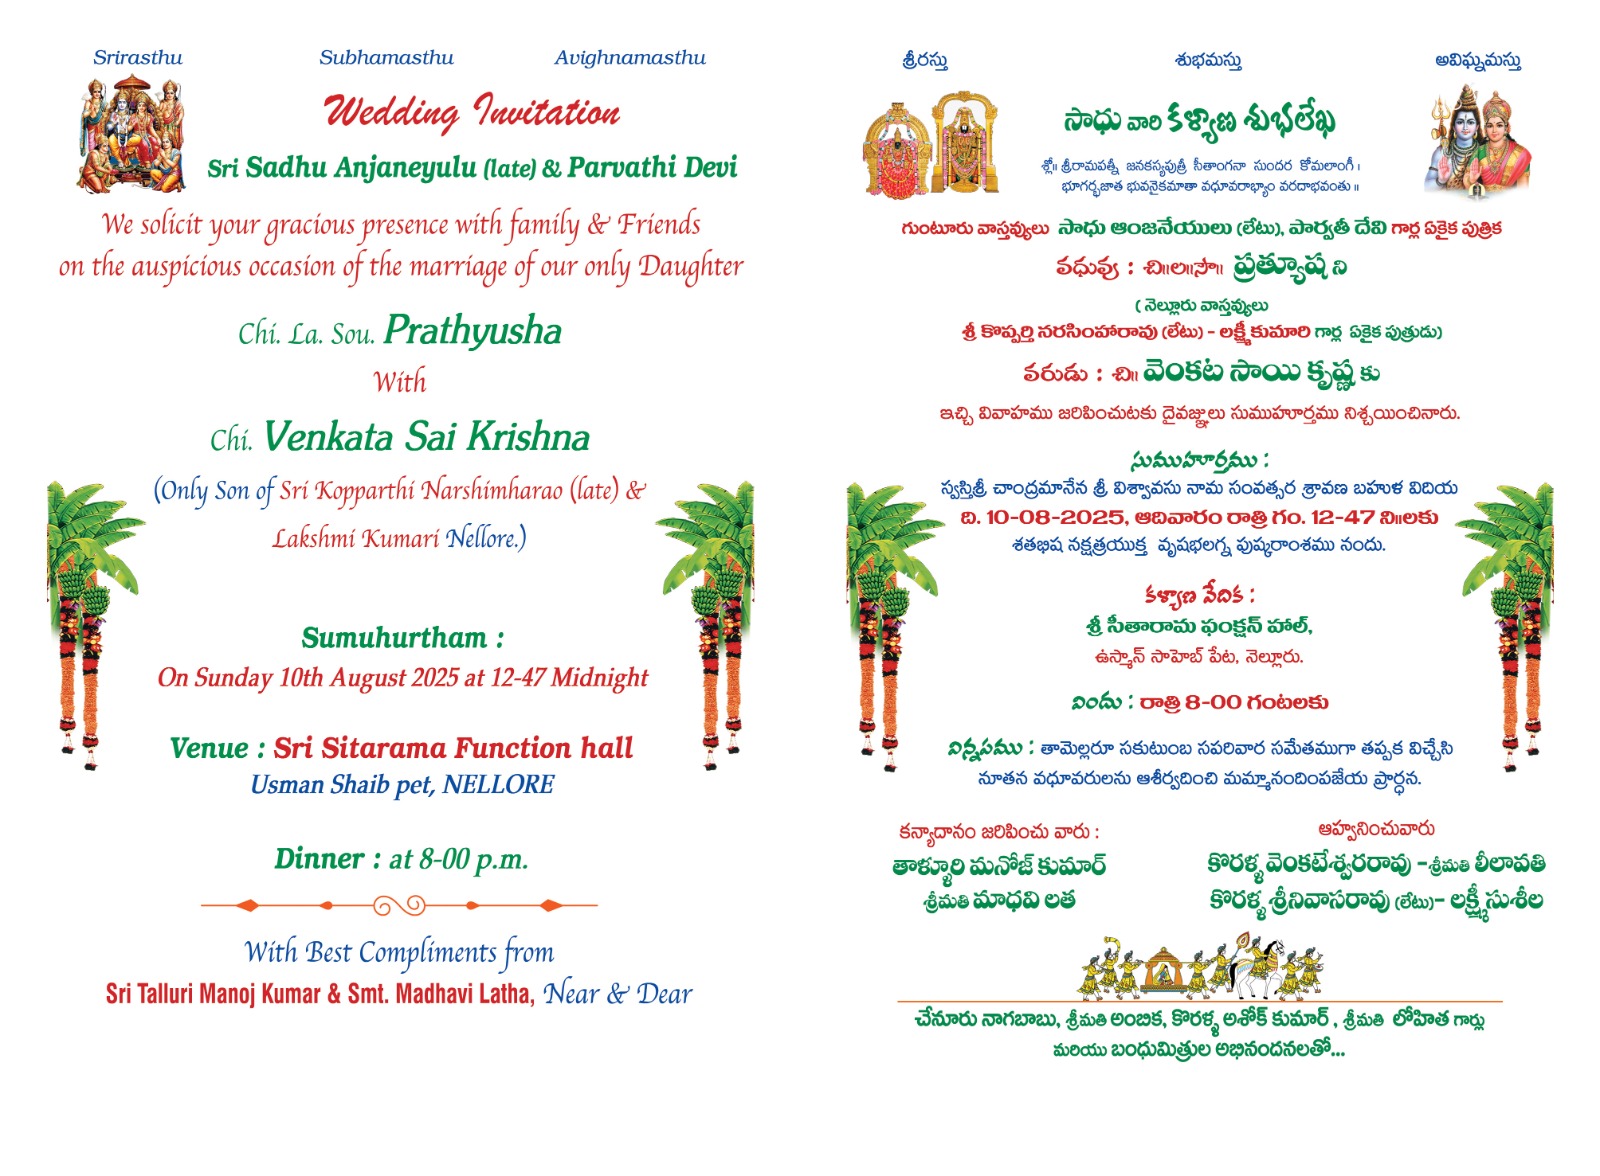 Srirasthu Subhamasthu Avighnamasthu
Wedding Invitation
Sri Sadhu Anjaneyulu (late) & Parvathi Devi
We solicit your gracious presence with family & Friends
on the auspicious occasion of the marriage of our only Daughter
Chi. La. Sou. Prathyusha
With
Chi. Venkata Sai Krishna
(Only Son of Sri Kopparthi Narshimharao (late) &
Lakshmi Kumari Nellore.)
Sumuhurtham :
On Sunday 10th August 2025 at 12-47 Midnight
Venue : Sri Sitarama Function hall
Usman Shaib pet, NELLORE
Dinner : at 8-00 p.m.
With Best Compliments from
Sri Talluri Manoj Kumar & Smt. Madhavi Latha, Near & Dear
శ్రీరస్తు శుభమస్తు అవిఘ్నమస్తు
సాధు వారి కళ్యాణ శుభలేఖ
శ్లో॥ శ్రీరామపత్నీ జనకస్యపుత్రీ సీతాంగనా సుందర కోమలాంగీ।
భూగర్భజాత భువనైకమాతా వధూవరాభ్యాం వరదాభవంతు॥
గుంటూరు వాస్తవ్యులు సాధు ఆంజనేయులు (లేటు), పార్వతీ దేవి గార్ల ఏకైక పుత్రిక
వధువు : చి॥ల॥సౌ॥ ప్రత్యూష ని
( నెల్లూరు వాస్తవ్యులు
శ్రీ కొప్పర్తి నరసింహారావు (లేటు) - లక్ష్మీ కుమారి గార్ల ఏకైక పుత్రుడు)
వరుడు : చి॥ వెంకట సాయి కృష్ణ కు
ఇచ్చి వివాహము జరిపించుటకు దైవజ్ఞులు సుముహూర్తము నిశ్చయించినారు.
సుముహూర్తము :
స్వస్తిశ్రీ చాంద్రమానేన శ్రీ విశ్వావసు నామ సంవత్సర శ్రావణ బహుళ విదియ
ది. 10-08-2025, ఆదివారం రాత్రి గం. 12-47 ని॥లకు
శతభిష నక్షత్రయుక్త వృషభలగ్న పుష్కరాంశము నందు.
కళ్యాణ వేదిక :
శ్రీ సీతారామ ఫంక్షన్ హాల్,
ఉస్మాన్ సాహెబ్ పేట, నెల్లూరు.
విందు : రాత్రి 8-00 గంటలకు
విన్నపము : తామెల్లరూ సకుటుంబ సపరివార సమేతముగా తప్పక విచ్చేసి
నూతన వధూవరులను ఆశీర్వదించి మమ్మానందింపజేయ ప్రార్థన.
కన్యాదానం జరిపించు వారు :
తాళ్ళూరి మనోజ్ కుమార్
శ్రీమతి మాధవి లత
ఆహ్వనించువారు
కొరళ్ళ వెంకటేశ్వరరావు -శ్రీమతి లీలావతి
కొరళ్ళ శ్రీనివాసరావు (లేటు)- లక్ష్మీసుశీల
చేనూరు నాగబాబు, శ్రీమతి అంబిక, కొరళ్ళ అశోక్ కుమార్ , శ్రీమతి లోహిత గార్లు
మరియు బంధుమిత్రుల అభినందనలతో...